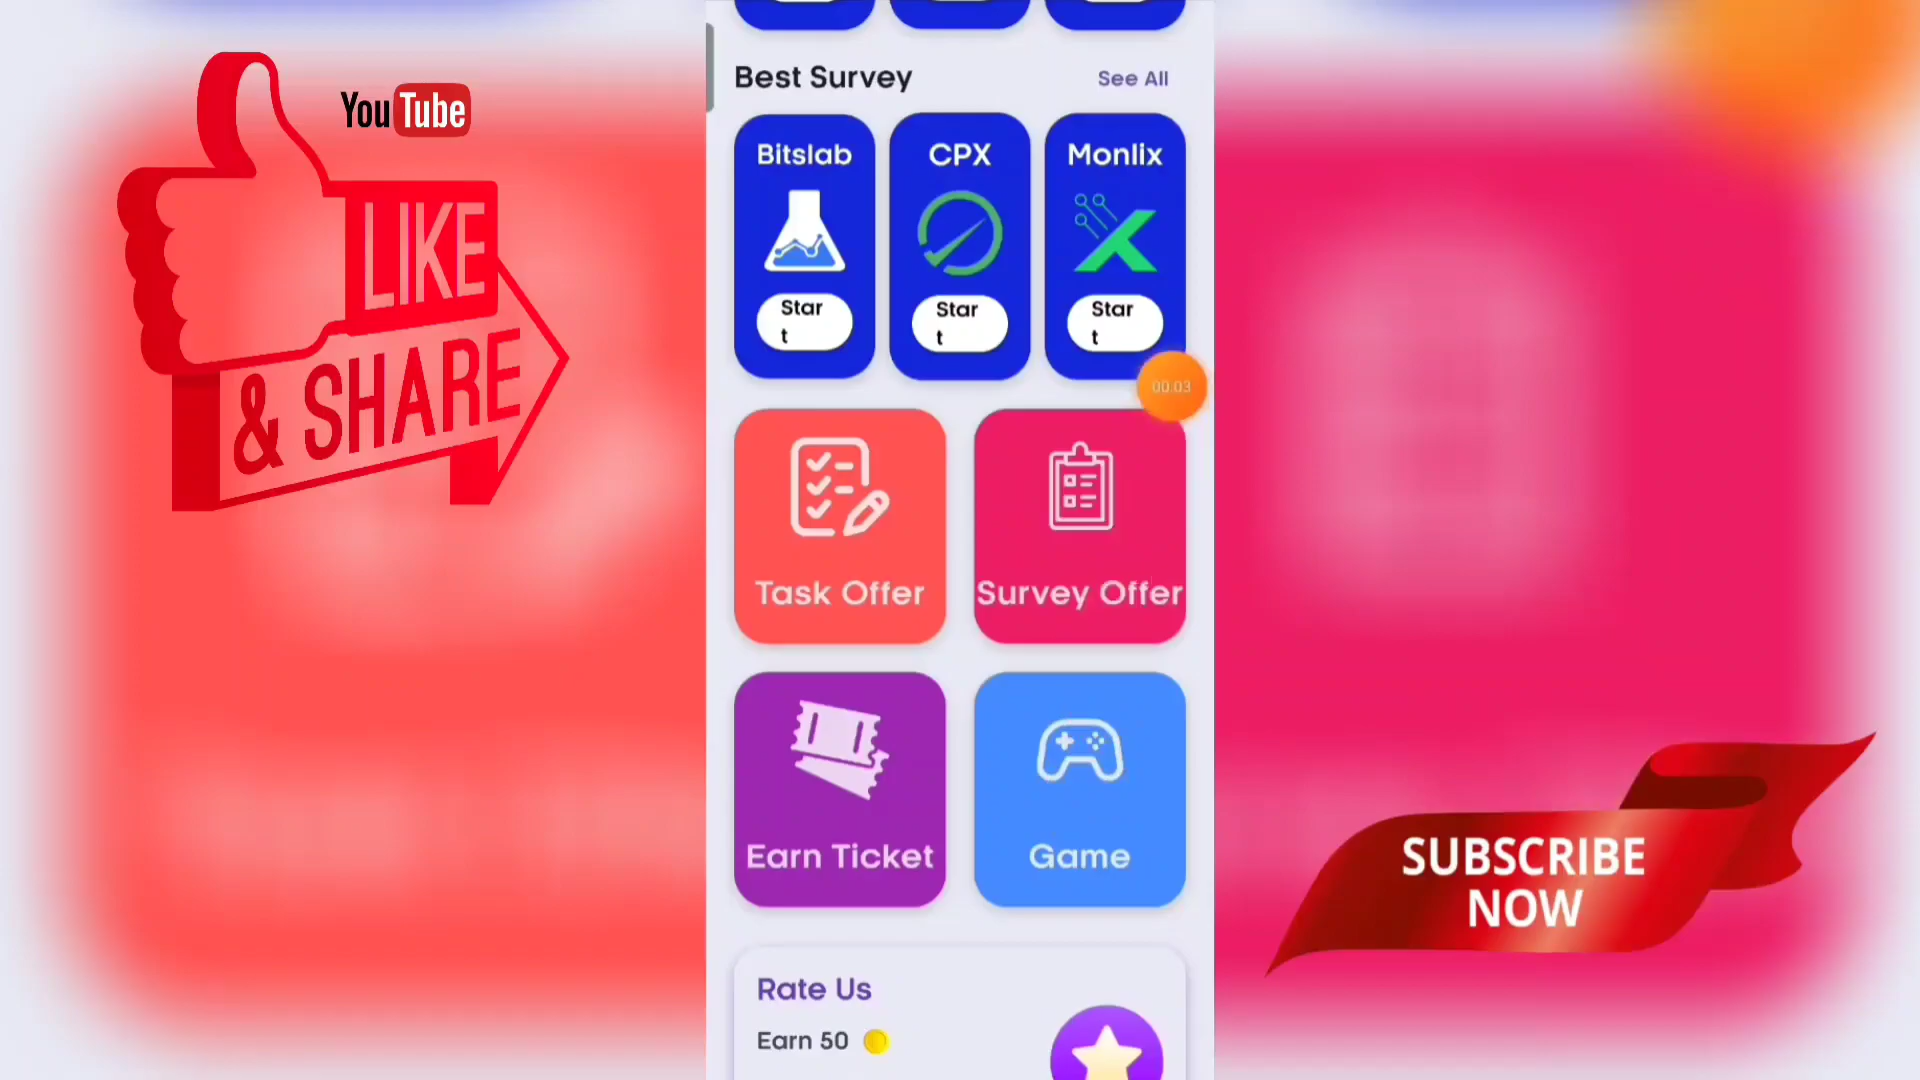 YouTube
LIKE
& SHARE
Best Survey
See All
Bitslab
CPX
Monlix
Star
t
Star
t
Star
t
00:03
Task Offer
Survey Offer
Earn Ticket
Game
Rate Us
Earn 50
SUBSCRIBE
NOW